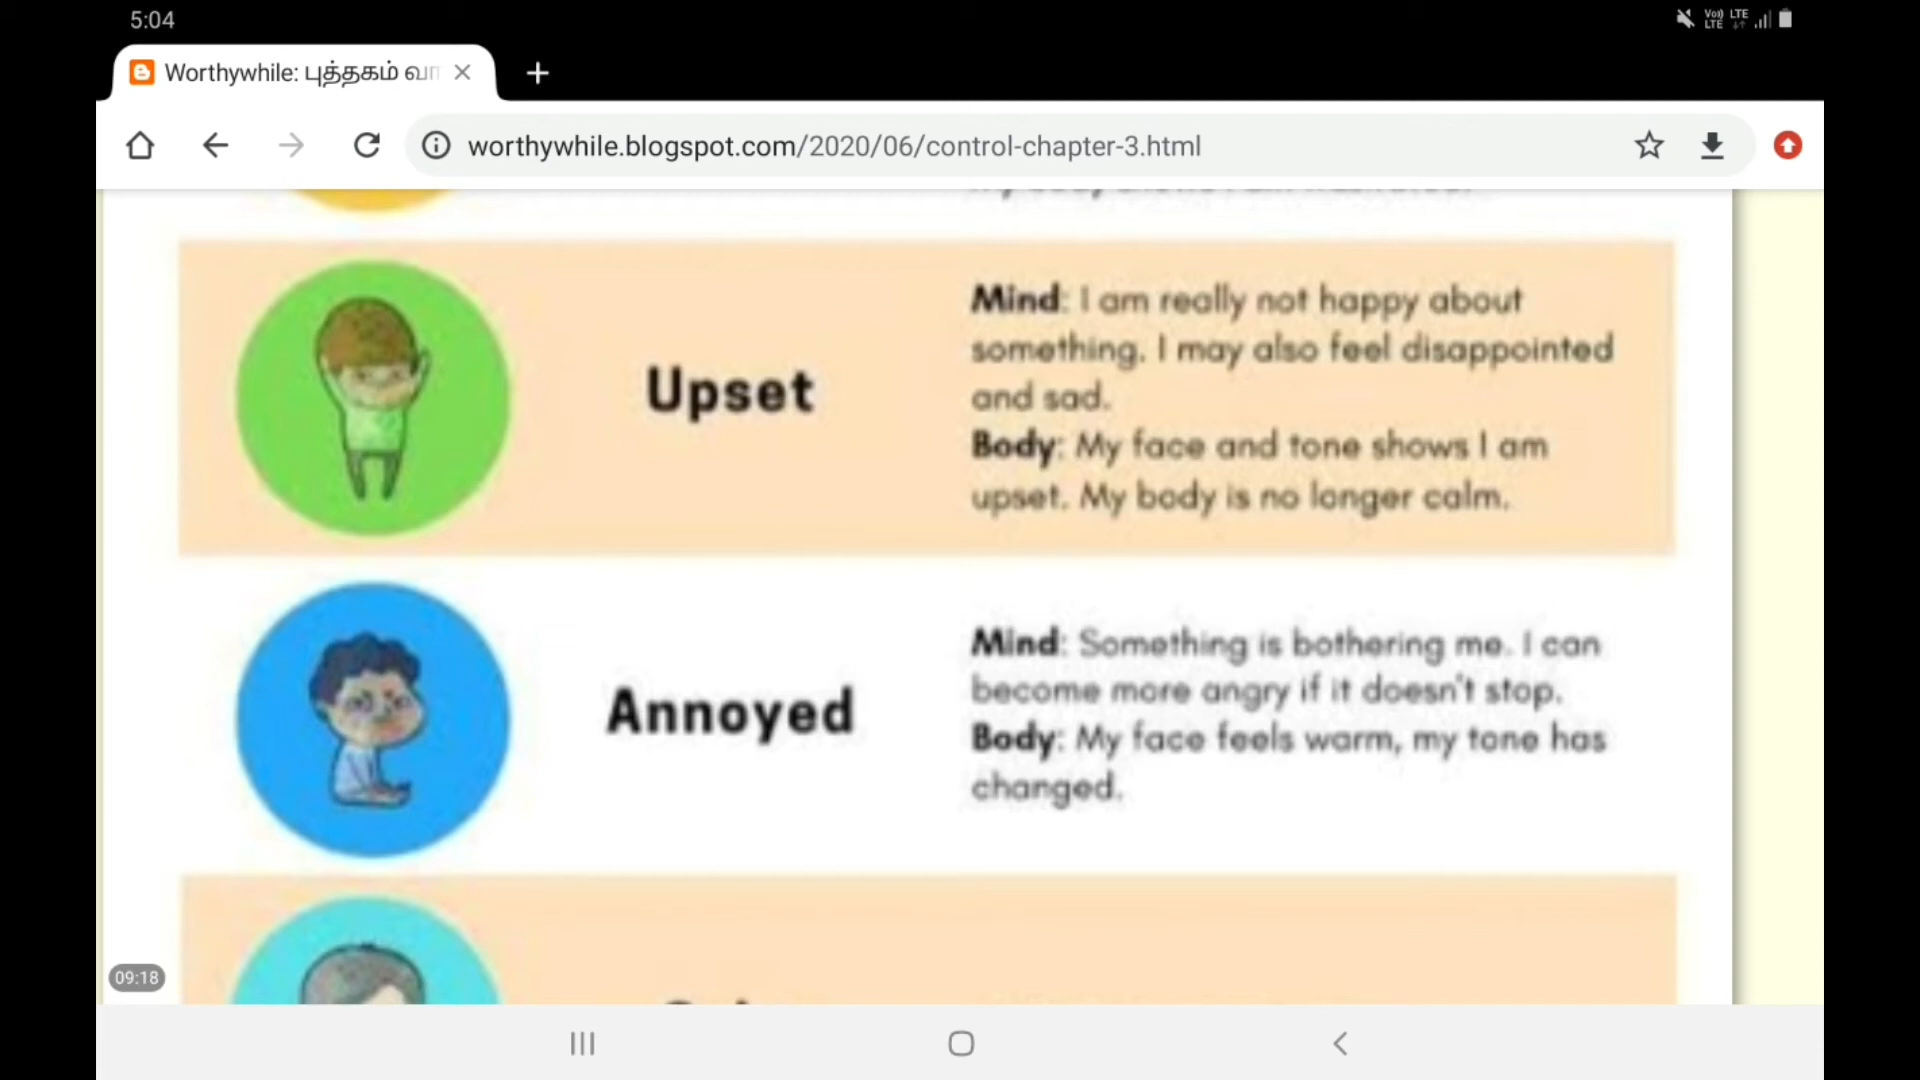 5:04
Vo)) LTE
LTE
Worthywhile: புத்தகம் வா
worthywhile.blogspot.com/2020/06/control-chapter-3.html
Upset
Mind: I am really not happy about
something. I may also feel disappointed
and sad.
Body: My face and tone shows I am
upset. My body is no longer calm.
Annoyed
Mind: Something is bothering me. I can
become more angry if it doesn't stop.
Body: My face feels warm, my tone has
changed.
09:18